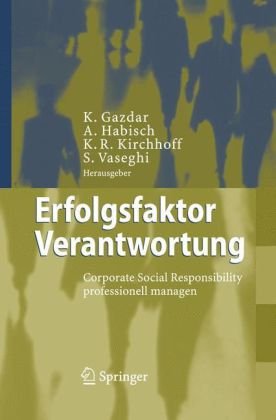 K. Gazdar
A. Habisch
K. R. Kirchhoff
S. Vaseghi
Herausgeber
Erfolgsfaktor
Verantwortung
Corporate Social Responsibility
professionell managen
Springer